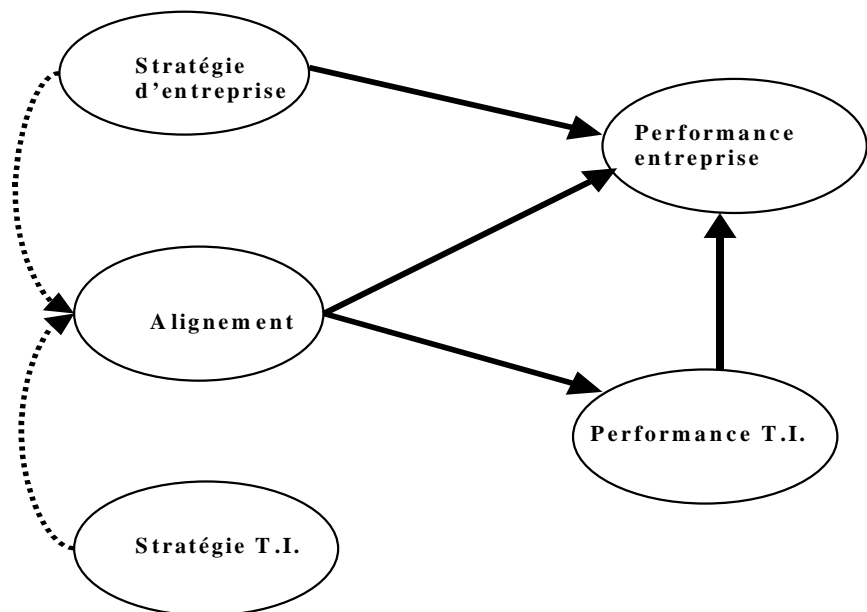 Stratégie
d'entreprise
Performance
entreprise
Alignement
Performance T.I.
Stratégie T.I.